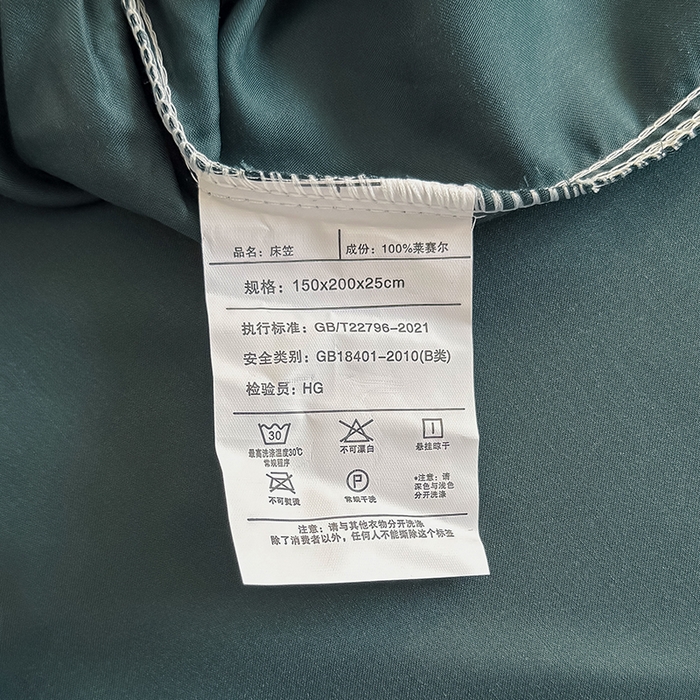 品名：床笠 成份：100%莱赛尔
规格：150x200x25cm
执行标准：GB/T22796-2021
安全类别：GB18401-2010(B类)
检验员：HG
30 P
最高洗涤温度30℃
常规程序
不可漂白
悬挂晾干
不可熨烫
常规干洗
*注意：请
深色与浅色
分开洗涤
注意：请与其他衣物分开洗涤
除了消费者以外，任何人不能撕除这个标签